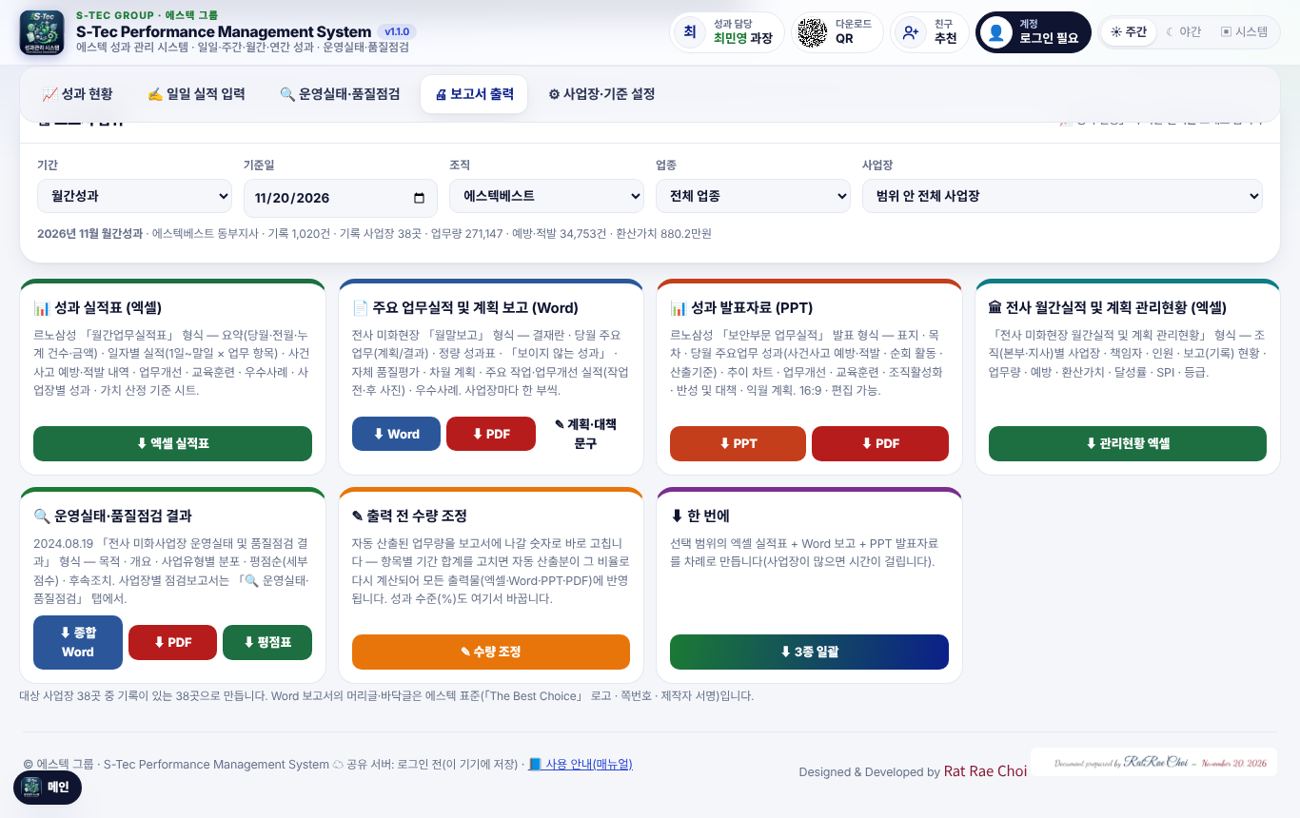 S-TEC GROUP · 에스텍 그룹
S-Tec Performance Management System v1.1.0
에스텍 성과 관리 시스템 · 일일·주간·월간·연간 성과 · 운영실태·품질점검
최 성과 담당
최민영 과장
다운로드
QR
친구
추천
계정
로그인 필요
주간
야간
시스템
성과 현황
일일 실적 입력
운영실태·품질점검
보고서 출력
사업장·기준 설정
기간
기준일
조직
업종
사업장
월간성과
11/20/2026
에스텍베스트
전체 업종
범위 안 전체 사업장
2026년 11월 월간성과 · 에스텍베스트 동부지사 · 기록 1,020건 · 기록 사업장 38곳 · 업무량 271,147 · 예방·적발 34,753건 · 환산가치 880.2만원
성과 실적표 (엑셀)
르노삼성 「월간업무실적표」 형식 — 요약(당월·전월·누
계 건수·금액) · 일자별 실적(1일~말일 × 업무 항목) · 사건
사고 예방·적발 내역 · 업무개선 · 교육훈련 · 우수사례 · 사
업장별 성과 · 가치 산정 기준 시트.
⬇ 엑셀 실적표
주요 업무실적 및 계획 보고 (Word)
전사 미화현장 「월말보고」 형식 — 결재란 · 당월 주요
업무(계획/결과) · 정량 성과표 · 「보이지 않는 성과」 ·
자체 품질평가 · 차월 계획 · 주요 작업·업무개선 실적(작업
전·후 사진) · 우수사례. 사업장마다 한 부씩.
⬇ Word
⬇ PDF
✎ 계획·대책
문구
성과 발표자료 (PPT)
르노삼성 「보안부문 업무실적」 발표 형식 — 표지 · 목
차 · 당월 주요업무 성과(사건사고 예방·적발 · 순회 활동 ·
산출기준) · 추이 차트 · 업무개선 · 교육훈련 · 조직활성화
· 반성 및 대책 · 익월 계획. 16:9 · 편집 가능.
⬇ PPT
⬇ PDF
전사 월간실적 및 계획 관리현황 (엑셀)
「전사 미화현장 월간실적 및 계획 관리현황」 형식 — 조
직(본부·지사)별 사업장 · 책임자 · 인원 · 보고(기록) 현황 ·
업무량 · 예방 · 환산가치 · 달성률 · SPI · 등급.
⬇ 관리현황 엑셀
운영실태·품질점검 결과
2024.08.19 「전사 미화사업장 운영실태 및 품질점검 결
과」 형식 — 목적 · 개요 · 사업유형별 분포 · 평점순(세부
점수) · 후속조치. 사업장별 점검보고서는 「🔍 운영실태·
품질점검」 탭에서.
⬇ 종합
Word
⬇ PDF
⬇ 평점표
✎ 출력 전 수량 조정
자동 산출된 업무량을 보고서에 나갈 숫자로 바로 고칩니
다 — 항목별 기간 합계를 고치면 자동 산출분이 그 비율로
다시 계산되어 모든 출력물(엑셀·Word·PPT·PDF)에 반영
됩니다. 성과 수준(%)도 여기서 바꿉니다.
✎ 수량 조정
⬇ 한 번에
선택 범위의 엑셀 실적표 + Word 보고 + PPT 발표자료
를 차례로 만듭니다(사업장이 많으면 시간이 걸립니다).
⬇ 3종 일괄
대상 사업장 38곳 중 기록이 있는 38곳으로 만듭니다. Word 보고서의 머리글·바닥글은 에스텍 표준(「The Best Choice」 로고 · 쪽번호 · 제작자 서명)입니다.
© 에스텍 그룹 · S-Tec Performance Management System 공유 서버: 로그인 전(이 기기에 저장) · 사용 안내(매뉴얼)
Designed & Developed by Rat Rae Choi
Document prepared by RatRae Choi – November 20, 2026
메인